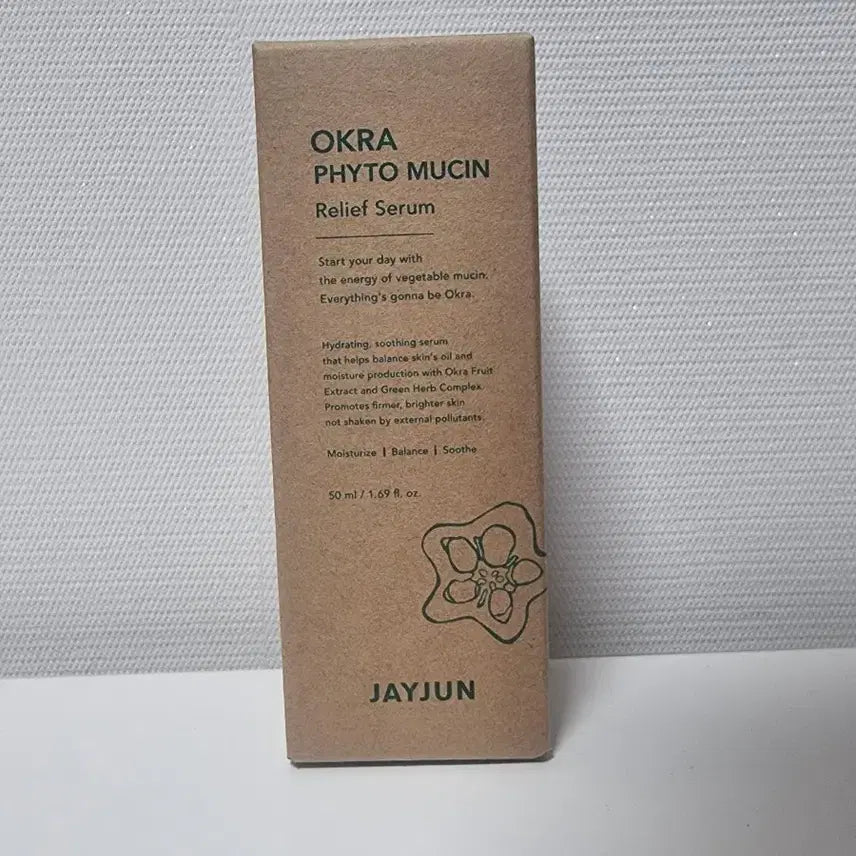 OKRA
PHYTO MUCIN
Relief Serum
Start your day with
the energy of vegetable mucin.
Everything's gonna be Okra.
Hydrating, soothing serum
that helps balance skin's oil and
moisture production with Okra Fruit
Extract and Green Herb Complex.
Promotes firmer, brighter skin
not shaken by external pollutants.
Moisturize | Balance | Soothe
50 ml / 1.69 fl. oz.
JAYJUN